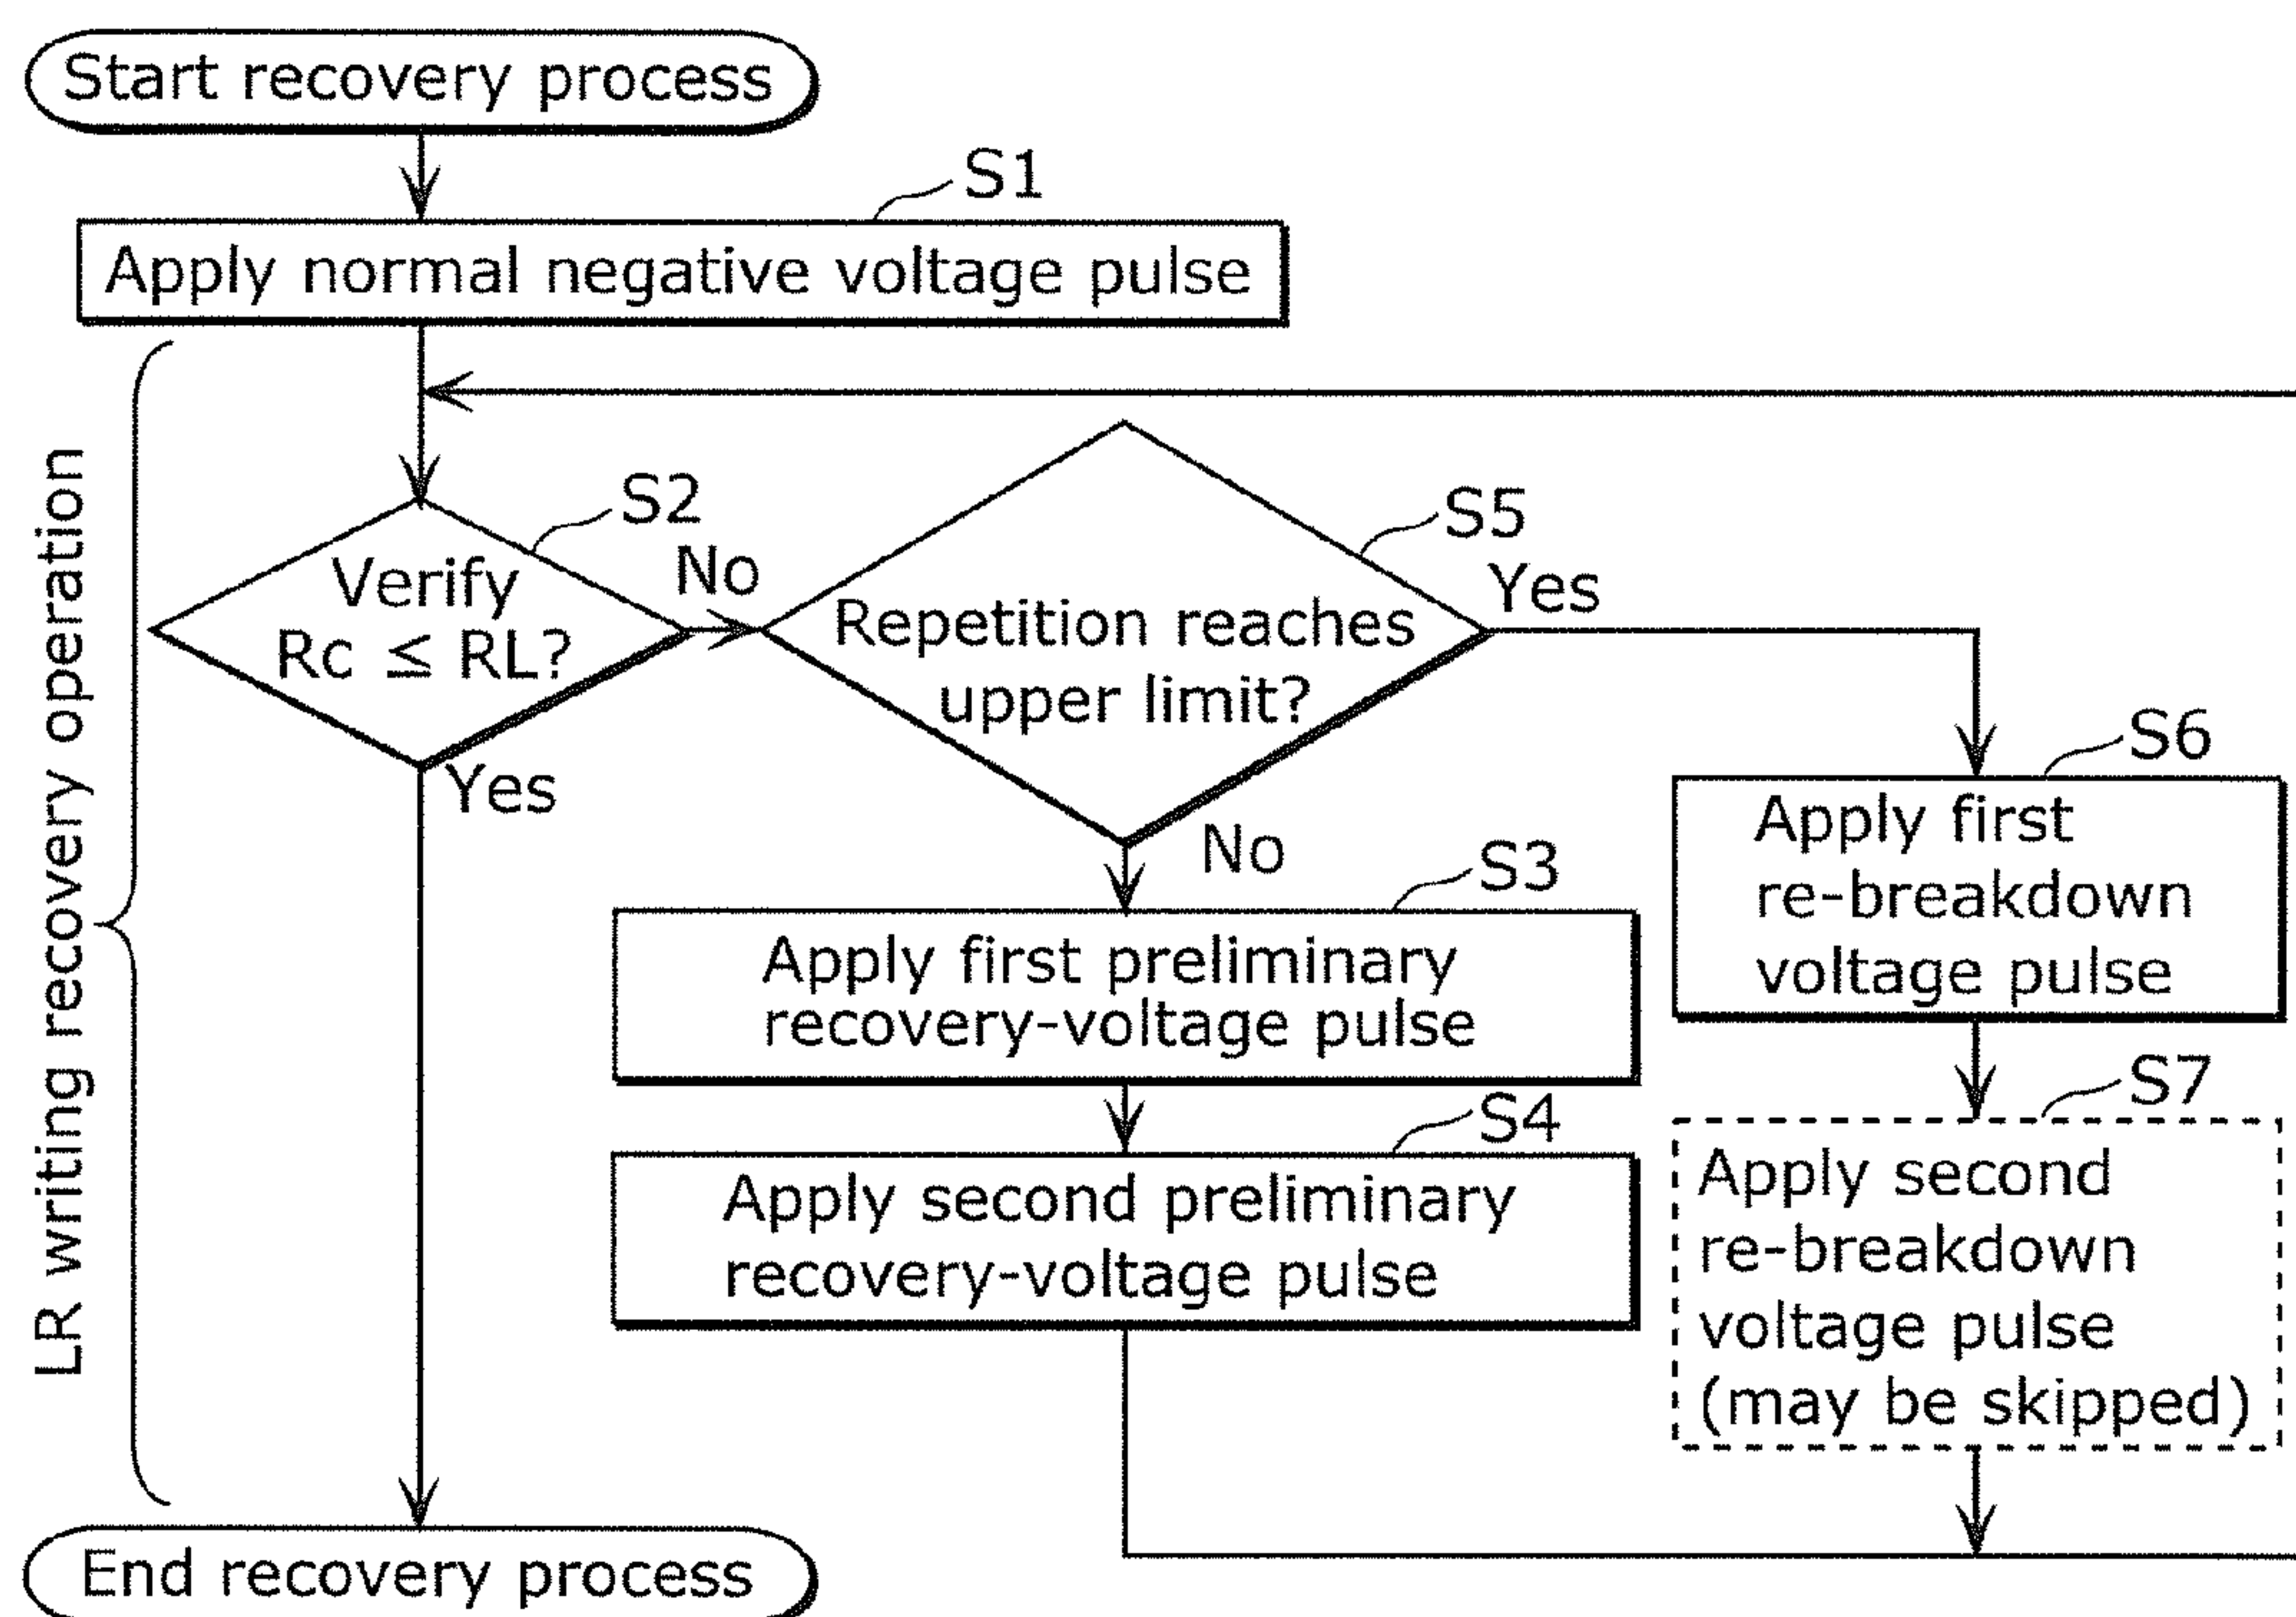 Start recovery process
S1
Apply normal negative voltage pulse
LR writing recovery operation
S2
Verify
Rc ≦ RL?
No
Yes
S5
Repetition reaches
upper limit?
Yes
No
S3
Apply first preliminary
recovery-voltage pulse
S4
Apply second preliminary
recovery-voltage pulse
S6
Apply first
re-breakdown
voltage pulse
S7
Apply second
re-breakdown
voltage pulse
(may be skipped)
End recovery process